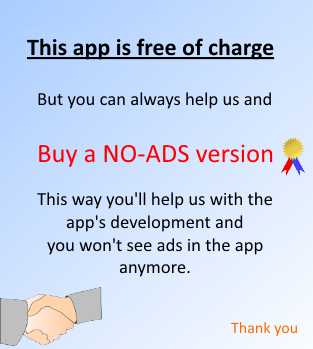 This app is free of charge
But you can always help us and
Buy a NO-ADS version
This way you'll help us with the
app's development and
you won't see ads in the app
anymore.
Thank you